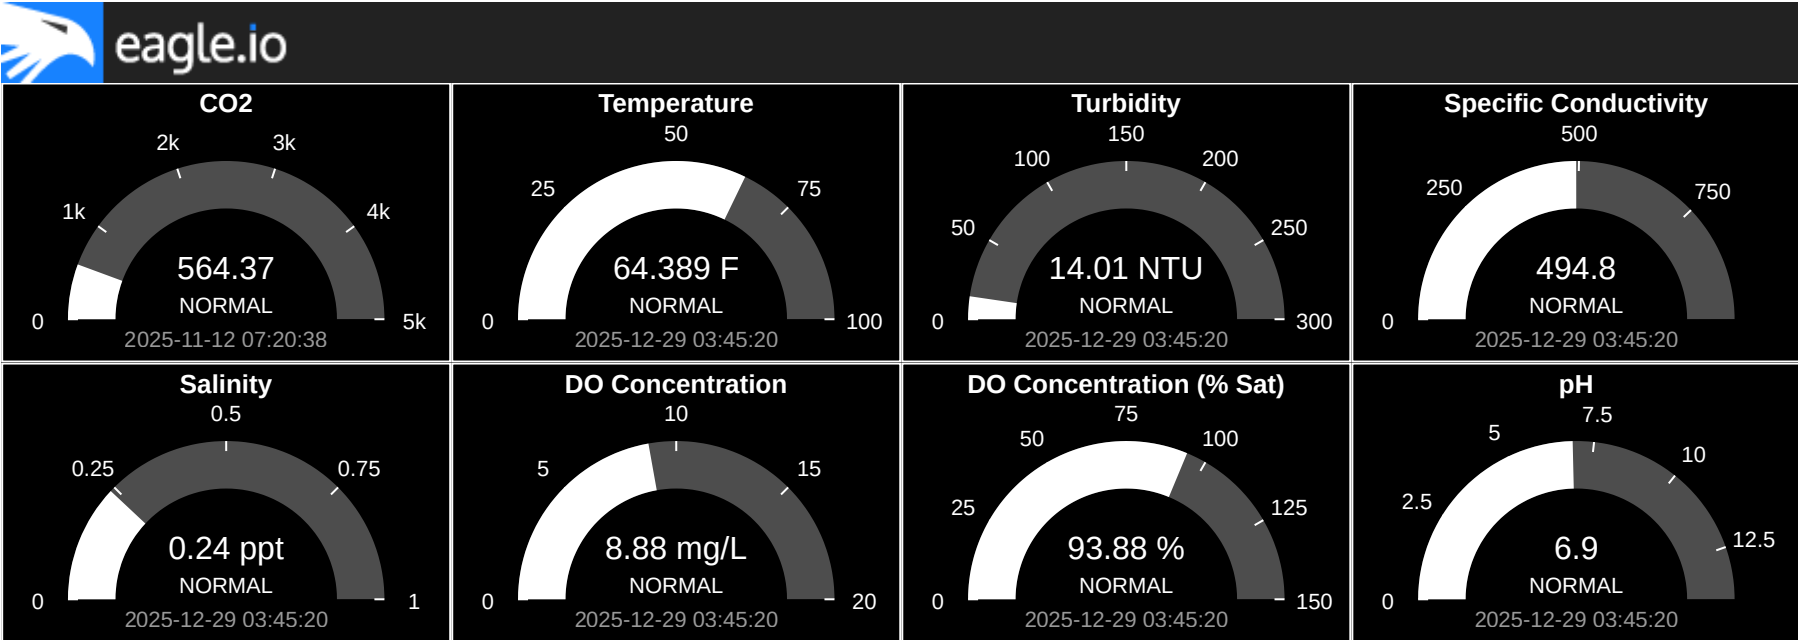 eagle.io
CO2
2k
3k
1k
4k
564.37
NORMAL
0
5k
2025-11-12 07:20:38
Temperature
50
25
75
64.389 F
NORMAL
0
100
2025-12-29 03:45:20
Turbidity
150
100
200
50
250
14.01 NTU
NORMAL
0
300
2025-12-29 03:45:20
Specific Conductivity
500
250
750
494.8
NORMAL
0
2025-12-29 03:45:20
Salinity
0.5
0.25
0.75
0.24 ppt
NORMAL
0
1
2025-12-29 03:45:20
DO Concentration
10
5
15
8.88 mg/L
NORMAL
0
20
2025-12-29 03:45:20
DO Concentration (% Sat)
75
50
100
25
125
93.88 %
NORMAL
0
150
2025-12-29 03:45:20
pH
7.5
5
10
2.5
12.5
6.9
NORMAL
0
2025-12-29 03:45:20